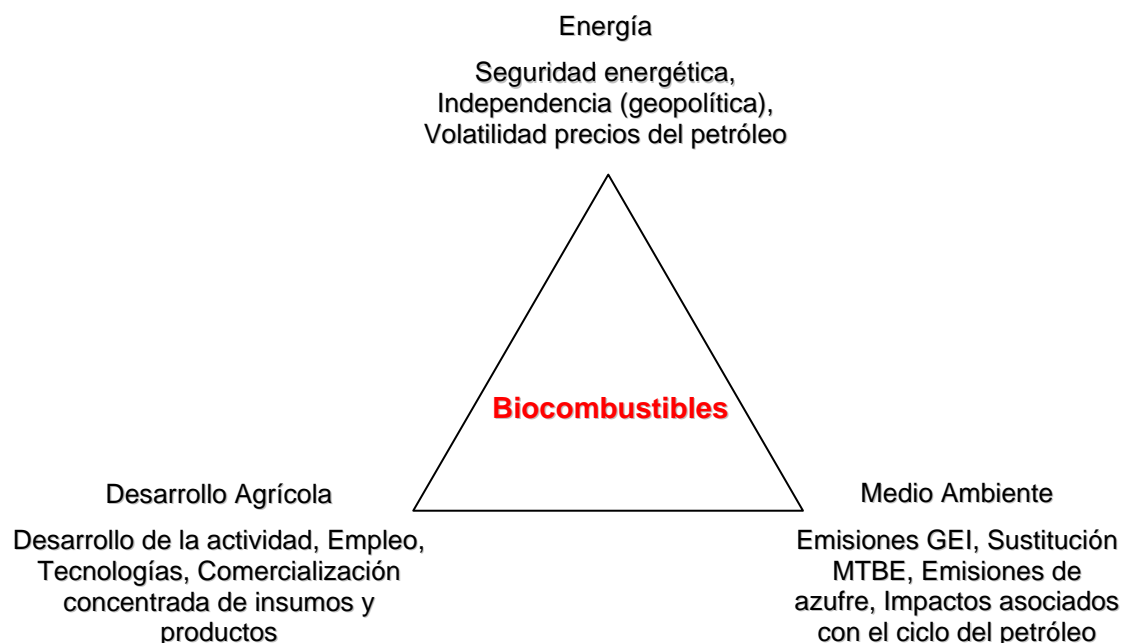 Energía
Seguridad energética,
Independencia (geopolítica),
Volatilidad precios del petróleo
Biocombustibles
Desarrollo Agrícola
Desarrollo de la actividad, Empleo,
Tecnologías, Comercialización
concentrada de insumos y
productos
Medio Ambiente
Emisiones GEI, Sustitución
MTBE, Emisiones de
azufre, Impactos asociados
con el ciclo del petróleo